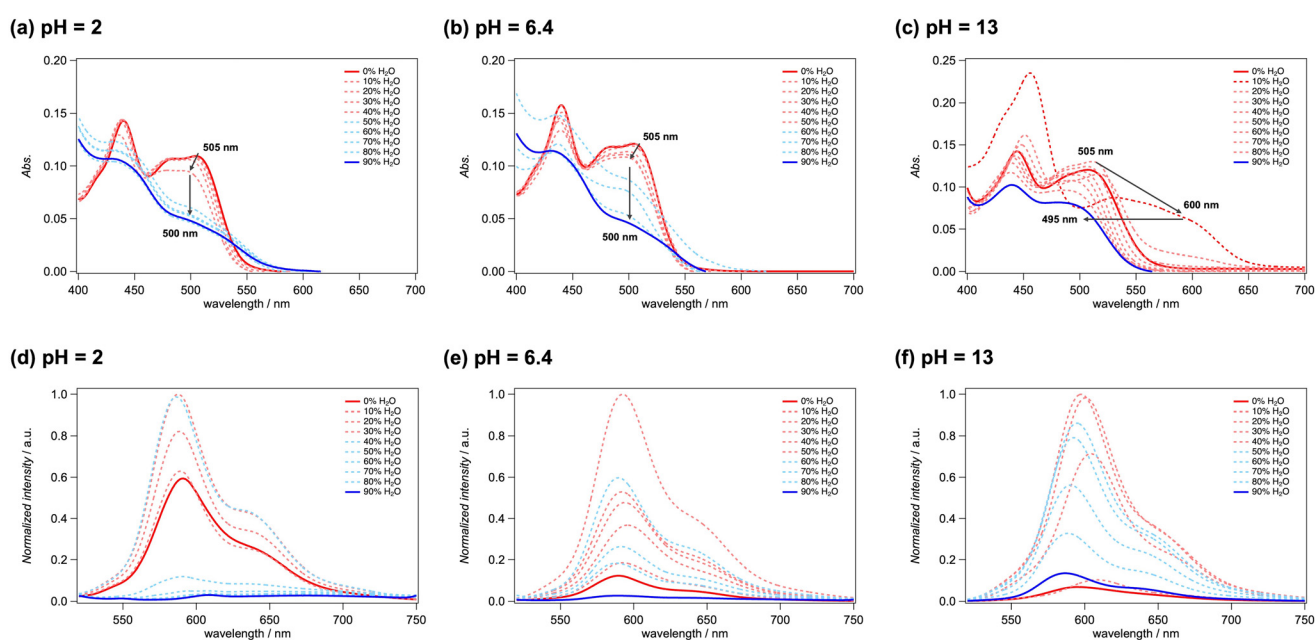 (a) pH = 2
(b) pH = 6.4
(c) pH = 13
0.20
0.15
0.10
0.05
0.00
Abs.
0% H₂O
10% H₂O
20% H₂O
30% H₂O
40% H₂O
50% H₂O
60% H₂O
70% H₂O
80% H₂O
90% H₂O
505 nm
500 nm
400 450 500 550 600 650 700
wavelength / nm
0.20
0.15
0.10
0.05
0.00
Abs.
0% H₂O
10% H₂O
20% H₂O
30% H₂O
40% H₂O
50% H₂O
60% H₂O
70% H₂O
80% H₂O
90% H₂O
505 nm
500 nm
400 450 500 550 600 650 700
wavelength / nm
0.25
0.20
0.15
0.10
0.05
0.00
Abs.
0% H₂O
10% H₂O
20% H₂O
30% H₂O
40% H₂O
50% H₂O
60% H₂O
70% H₂O
80% H₂O
90% H₂O
505 nm
600 nm
495 nm
400 450 500 550 600 650 700
wavelength / nm
(d) pH = 2
(e) pH = 6.4
(f) pH = 13
1.0
0.8
0.6
0.4
0.2
0.0
Normalized intensity / a.u.
0% H₂O
10% H₂O
20% H₂O
30% H₂O
40% H₂O
50% H₂O
60% H₂O
70% H₂O
80% H₂O
90% H₂O
550 600 650 700 750
wavelength / nm
1.0
0.8
0.6
0.4
0.2
0.0
Normalized intensity / a.u.
0% H₂O
10% H₂O
20% H₂O
30% H₂O
40% H₂O
50% H₂O
60% H₂O
70% H₂O
80% H₂O
90% H₂O
550 600 650 700 750
wavelength / nm
1.0
0.8
0.6
0.4
0.2
0.0
Normalized intensity / a.u.
0% H₂O
10% H₂O
20% H₂O
30% H₂O
40% H₂O
50% H₂O
60% H₂O
70% H₂O
80% H₂O
90% H₂O
550 600 650 700 750
wavelength / nm